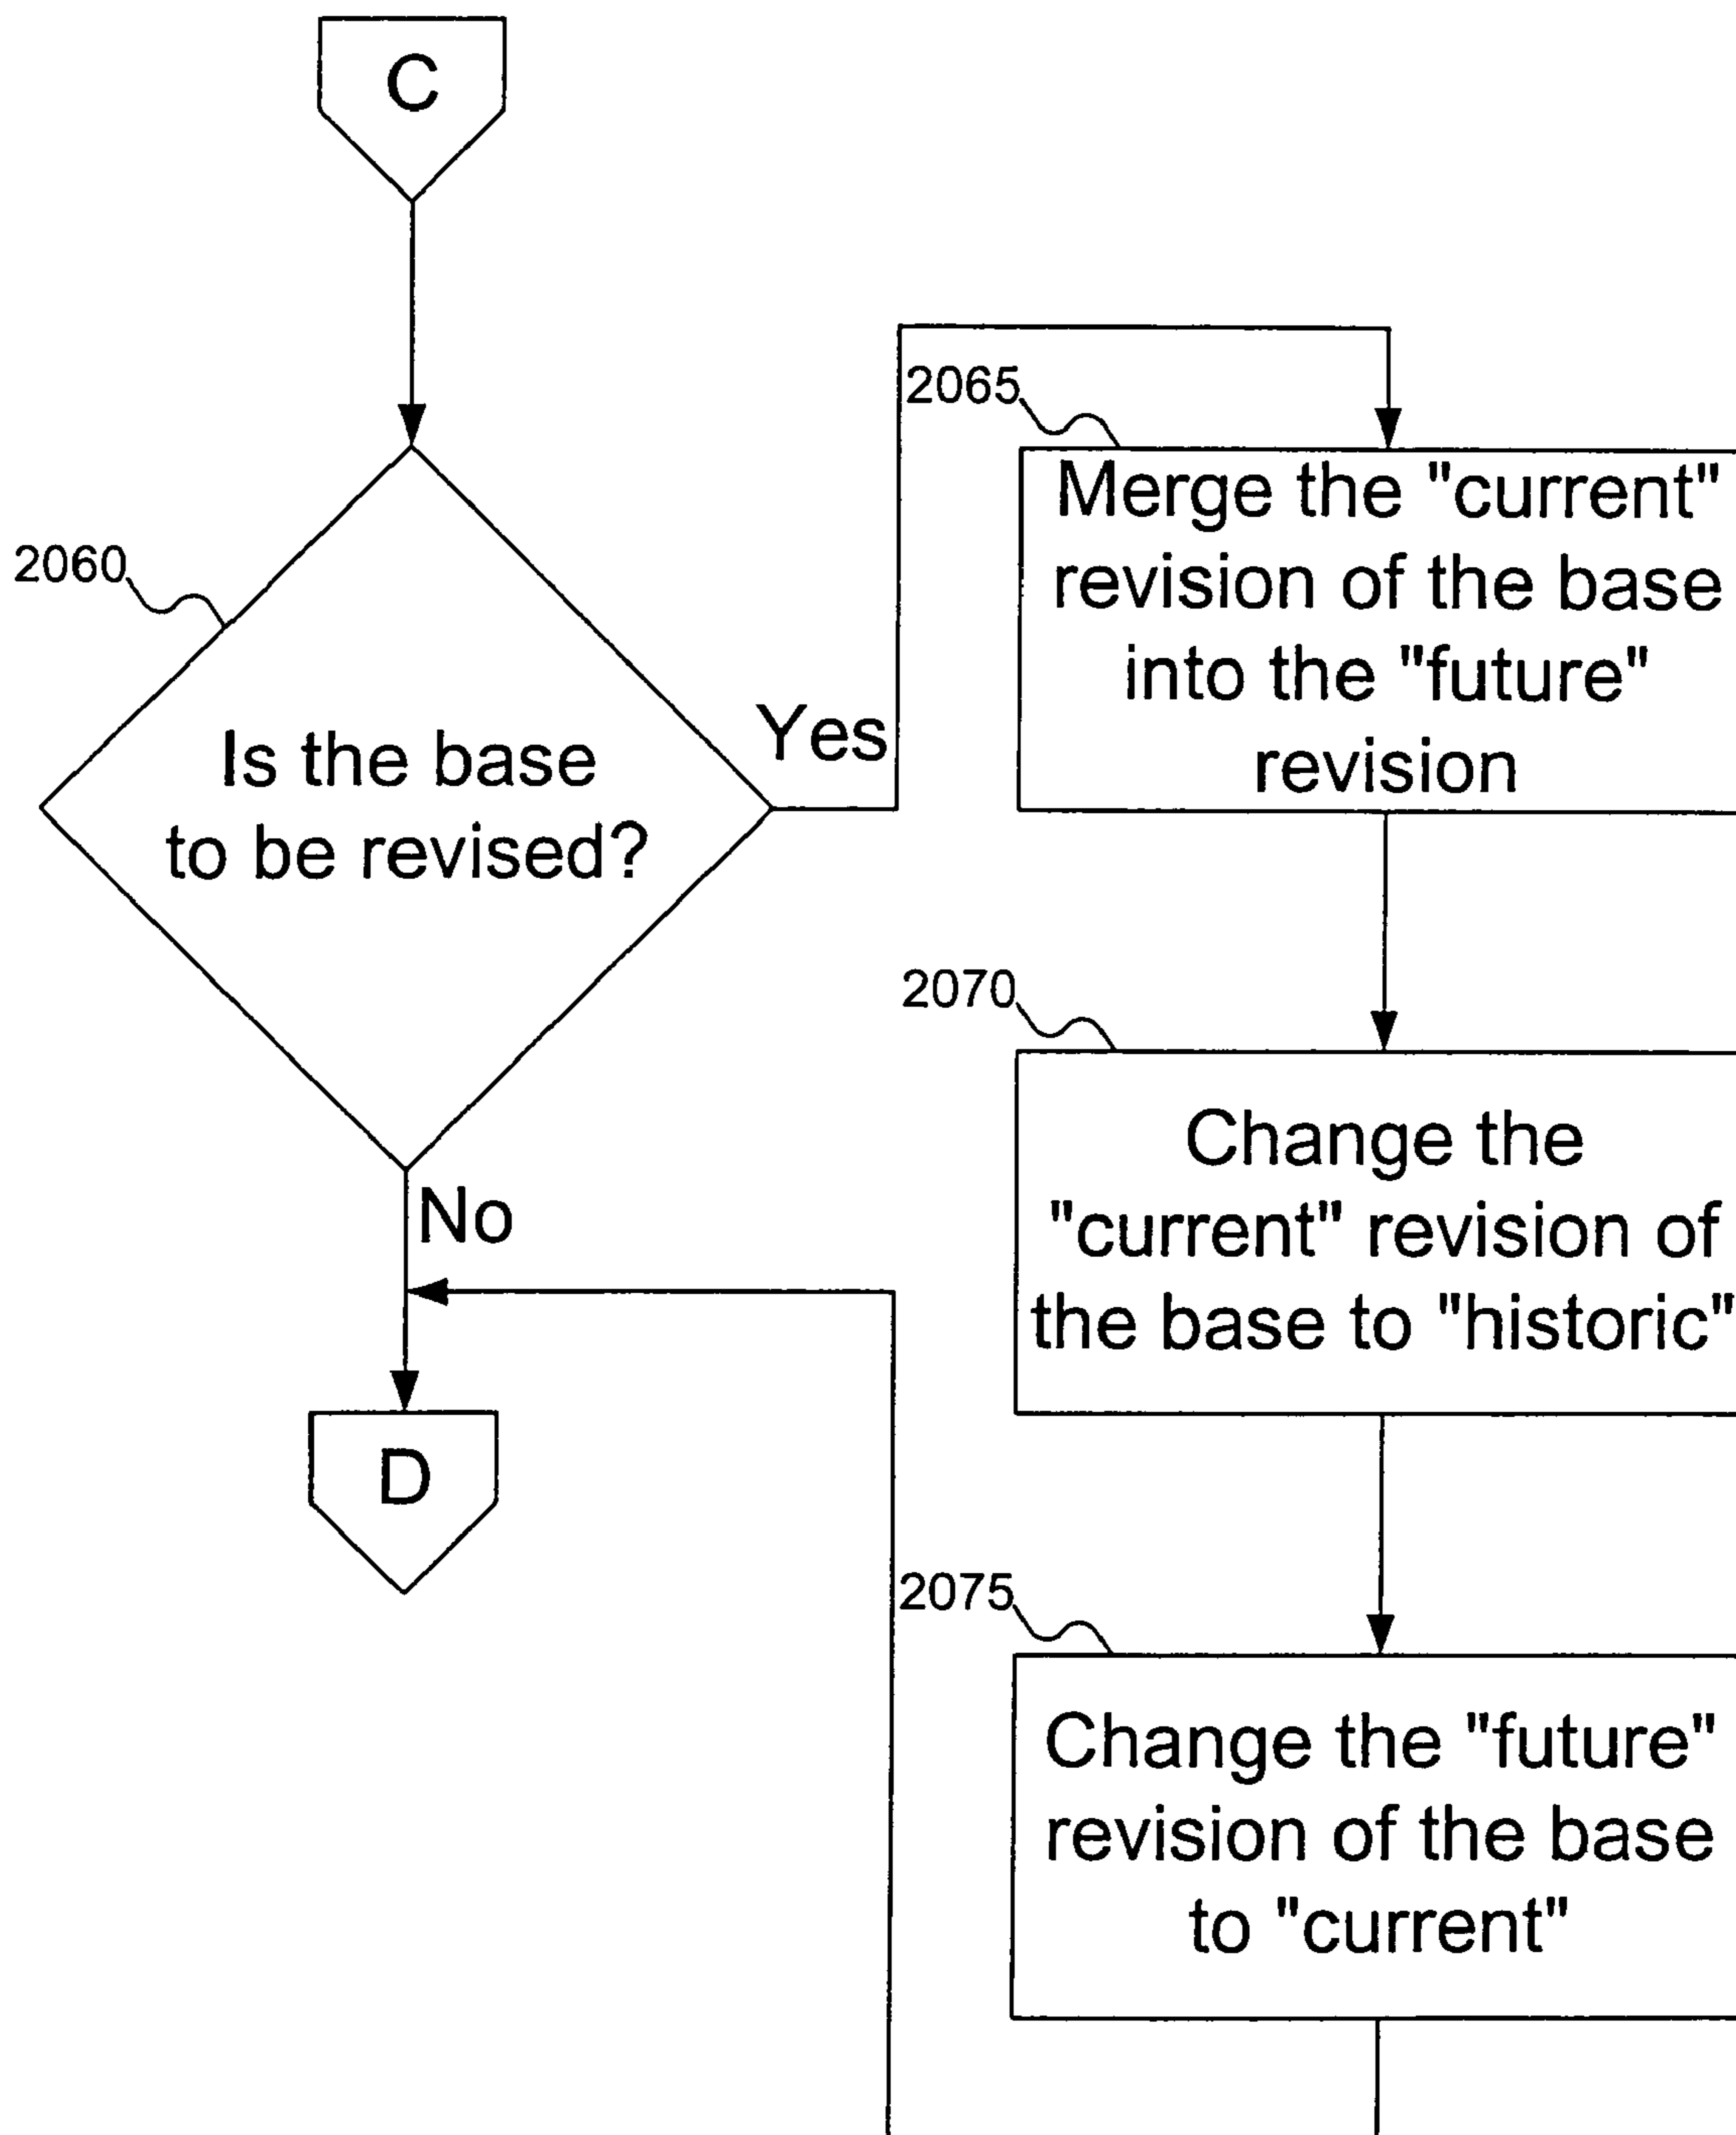 C
2060
Is the base
to be revised?
Yes
No
D
2065
Merge the "current"
revision of the base
into the "future"
revision
2070
Change the
"current" revision of
the base to "historic"
2075
Change the "future"
revision of the base
to "current"